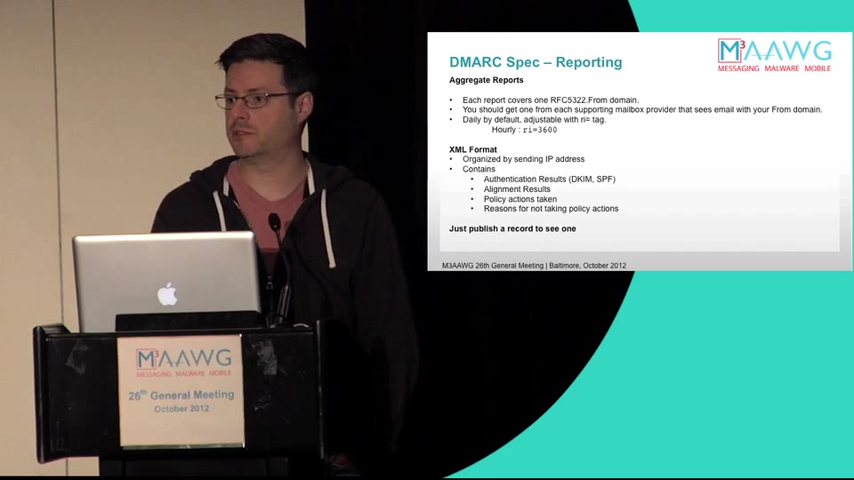 M3AAWG
MESSAGING MALWARE MOBILE
DMARC Spec – Reporting
Aggregate Reports
• Each report covers one RFC5322.From domain.
• You should get one from each supporting mailbox provider that sees email with your From domain.
• Daily by default, adjustable with ri= tag.
Hourly : ri=3600
XML Format
• Organized by sending IP address
• Contains
• Authentication Results (DKIM, SPF)
• Alignment Results
• Policy actions taken
• Reasons for not taking policy actions
Just publish a record to see one
M3AAWG 26th General Meeting | Baltimore, October 2012
M3AAWG
MESSAGING MALWARE MOBILE
26th General Meeting
October 2012